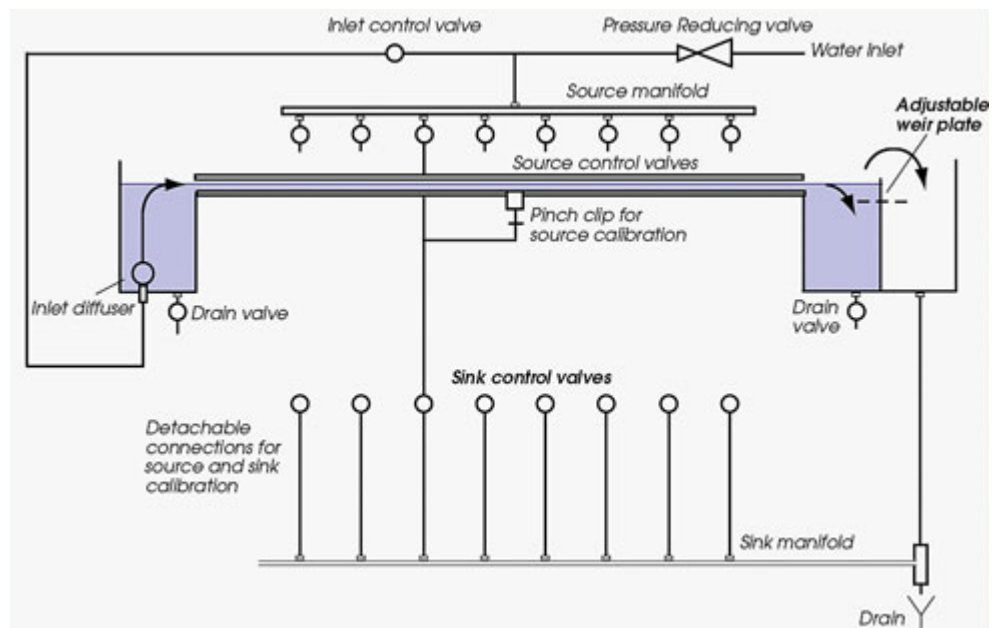 Inlet control valve
Pressure Reducing valve
Water Inlet
Source manifold
Adjustable
weir plate
Source control valves
Pinch clip for
source calibration
Inlet diffuser
Drain valve
Drain
valve
Sink control valves
Detachable
connections for
source and sink
calibration
Sink manifold
Drain